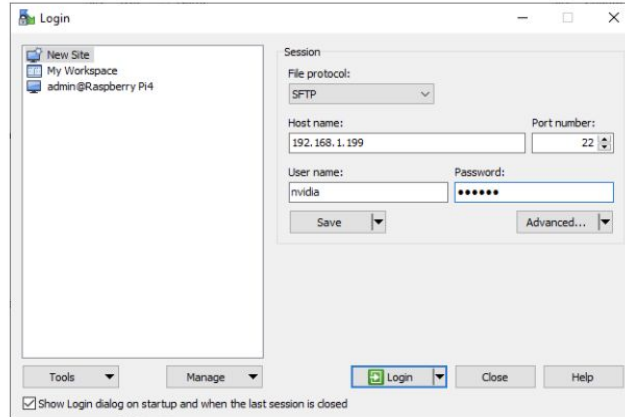 Login
New Site
My Workspace
admin@Raspberry Pi4
Session
File protocol:
SFTP
Host name:
Port number:
192.168.1.199
22
User name:
Password:
nvidia
••••••
Save
Advanced...
Tools
Manage
Login
Close
Help
Show Login dialog on startup and when the last session is closed